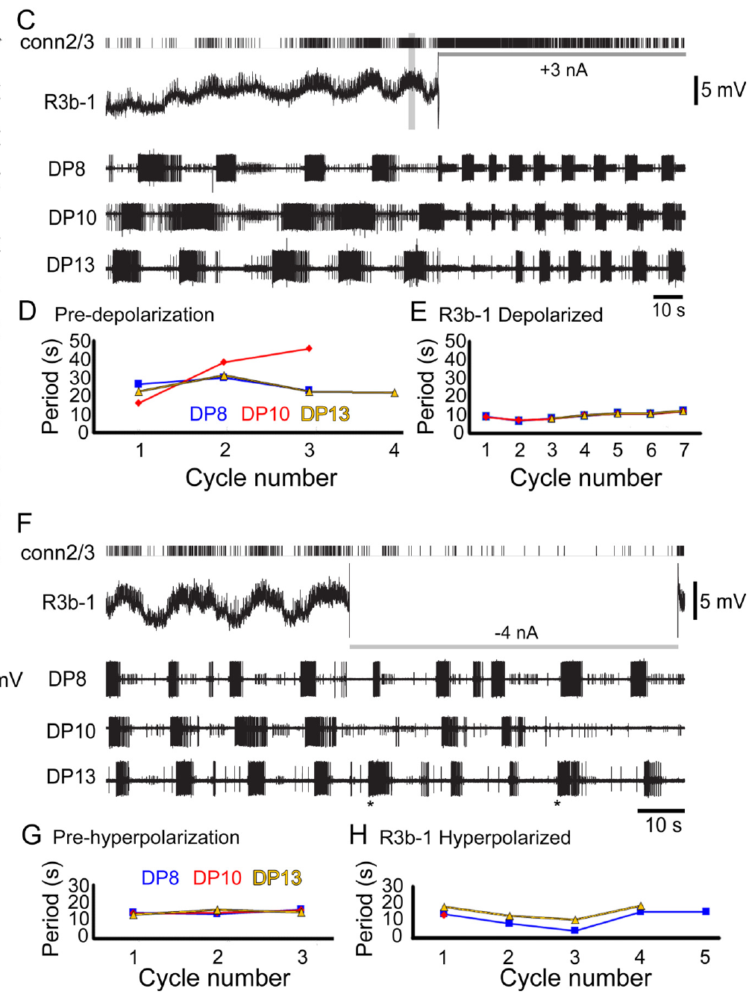 C
conn2/3
+3 nA
R3b-1
5 mV
DP8
DP10
DP13
10 s
D Pre-depolarization
E R3b-1 Depolarized
Period (s)
50
40
30
20
10
0
DP8 DP10 DP13
1 2 3 4
Cycle number
Period (s)
50
40
30
20
10
0
1 2 3 4 5 6 7
Cycle number
F
conn2/3
R3b-1
5 mV
-4 nA
mV
DP8
DP10
DP13
* *
10 s
G Pre-hyperpolarization
H R3b-1 Hyperpolarized
Period (s)
30
20
10
0
DP8 DP10 DP13
1 2 3
Cycle number
Period (s)
30
20
10
0
1 2 3 4 5
Cycle number